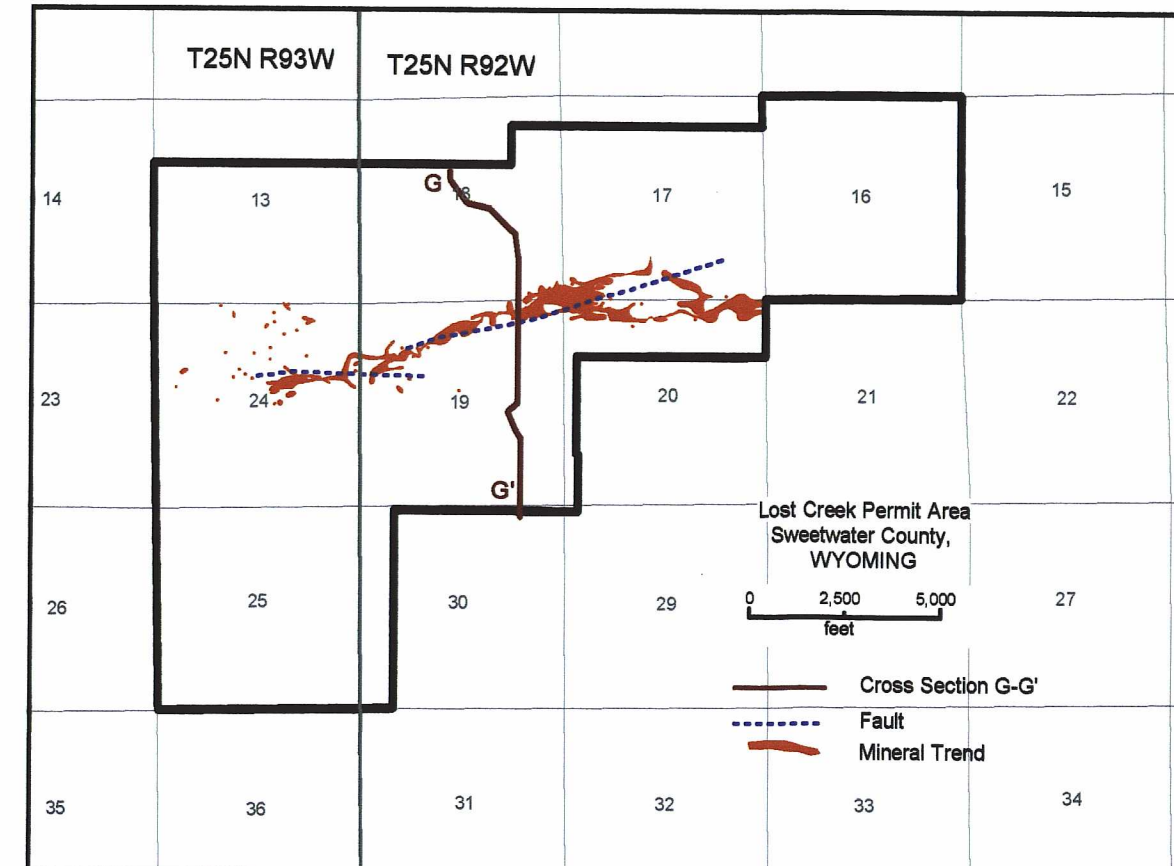 T25N R93W
T25N R92W
14
13
G
18
17
16
15
23
24
19
20
21
22
G'
Lost Creek Permit Area
Sweetwater County,
WYOMING
26
25
30
29
27
0 2,500 5,000
feet
Cross Section G-G'
Fault
Mineral Trend
35
36
31
32
33
34